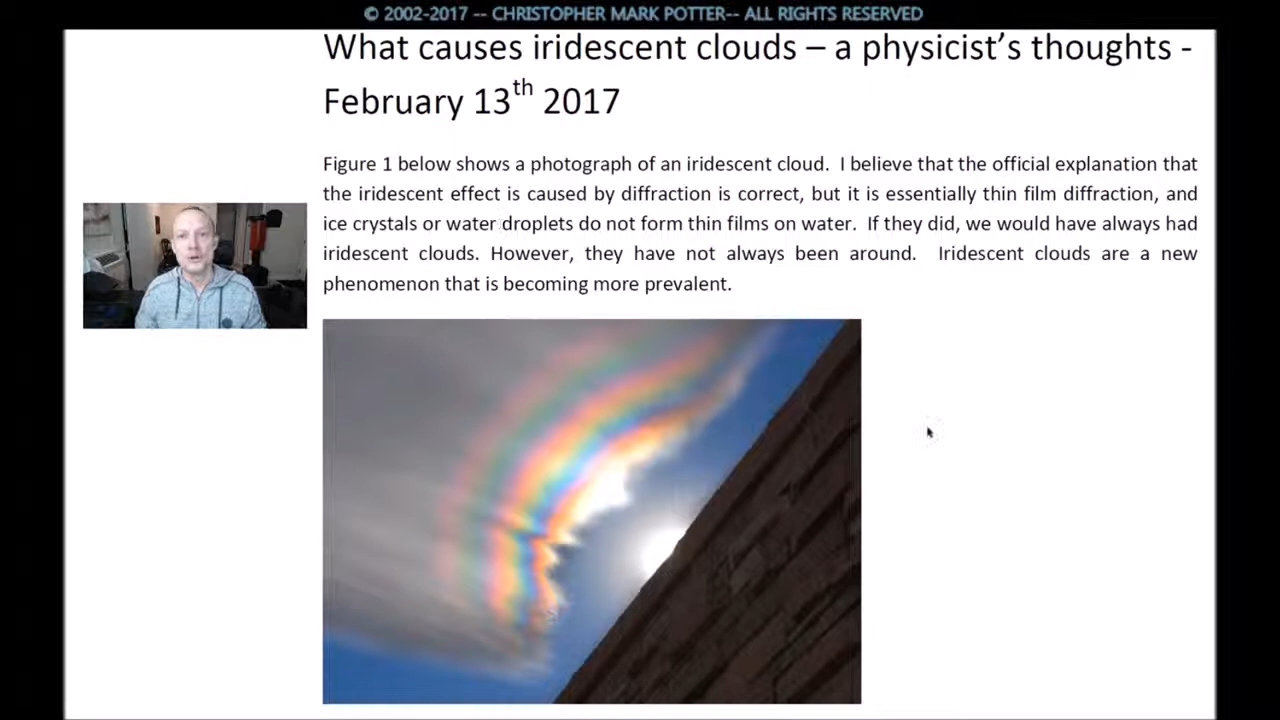 © 2002-2017 -- CHRISTOPHER MARK POTTER-- ALL RIGHTS RESERVED
What causes iridescent clouds – a physicist’s thoughts -
February 13th 2017
Figure 1 below shows a photograph of an iridescent cloud.  I believe that the official explanation that
the iridescent effect is caused by diffraction is correct, but it is essentially thin film diffraction, and
ice crystals or water droplets do not form thin films on water.  If they did, we would have always had
iridescent clouds. However, they have not always been around.  Iridescent clouds are a new
phenomenon that is becoming more prevalent.